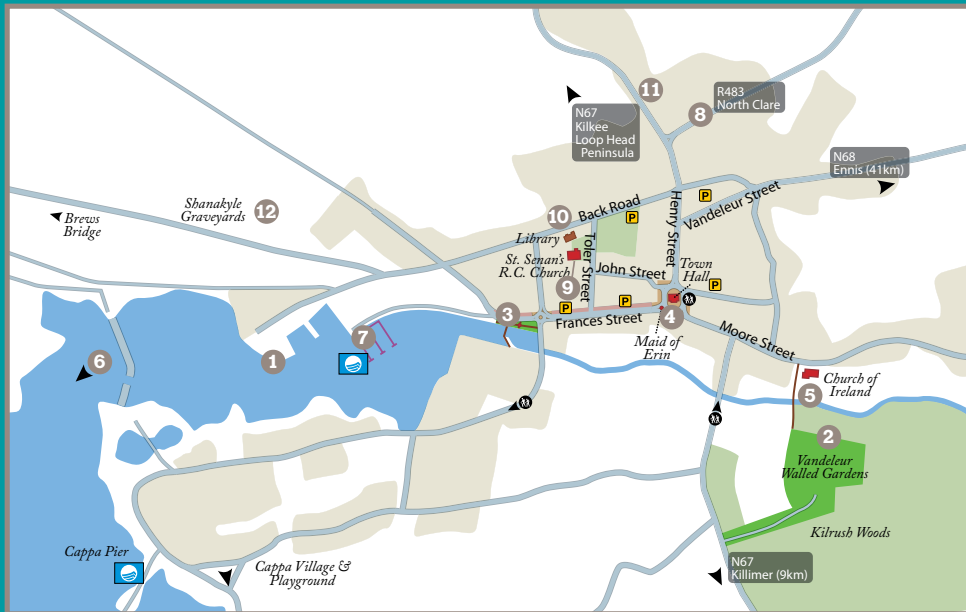 11
R483
North Clare
8
N67
Kilkee
Loop Head
Peninsula
N68
Ennis (41km)
Shanakyle
Graveyards
12
Brews
Bridge
10
Back Road
P
P
Vandeleur Street
Henry Street
Library
Toler Street
St. Senan's
R.C. Church
John Street
Town
Hall
9
P
P
P
3
Frances Street
4
Maid of
Erin
Moore Street
7
1
6
Church of
Ireland
5
2
Vandeleur
Walled Gardens
Kilrush Woods
Cappa Pier
Cappa Village &
Playground
N67
Killimer (9km)